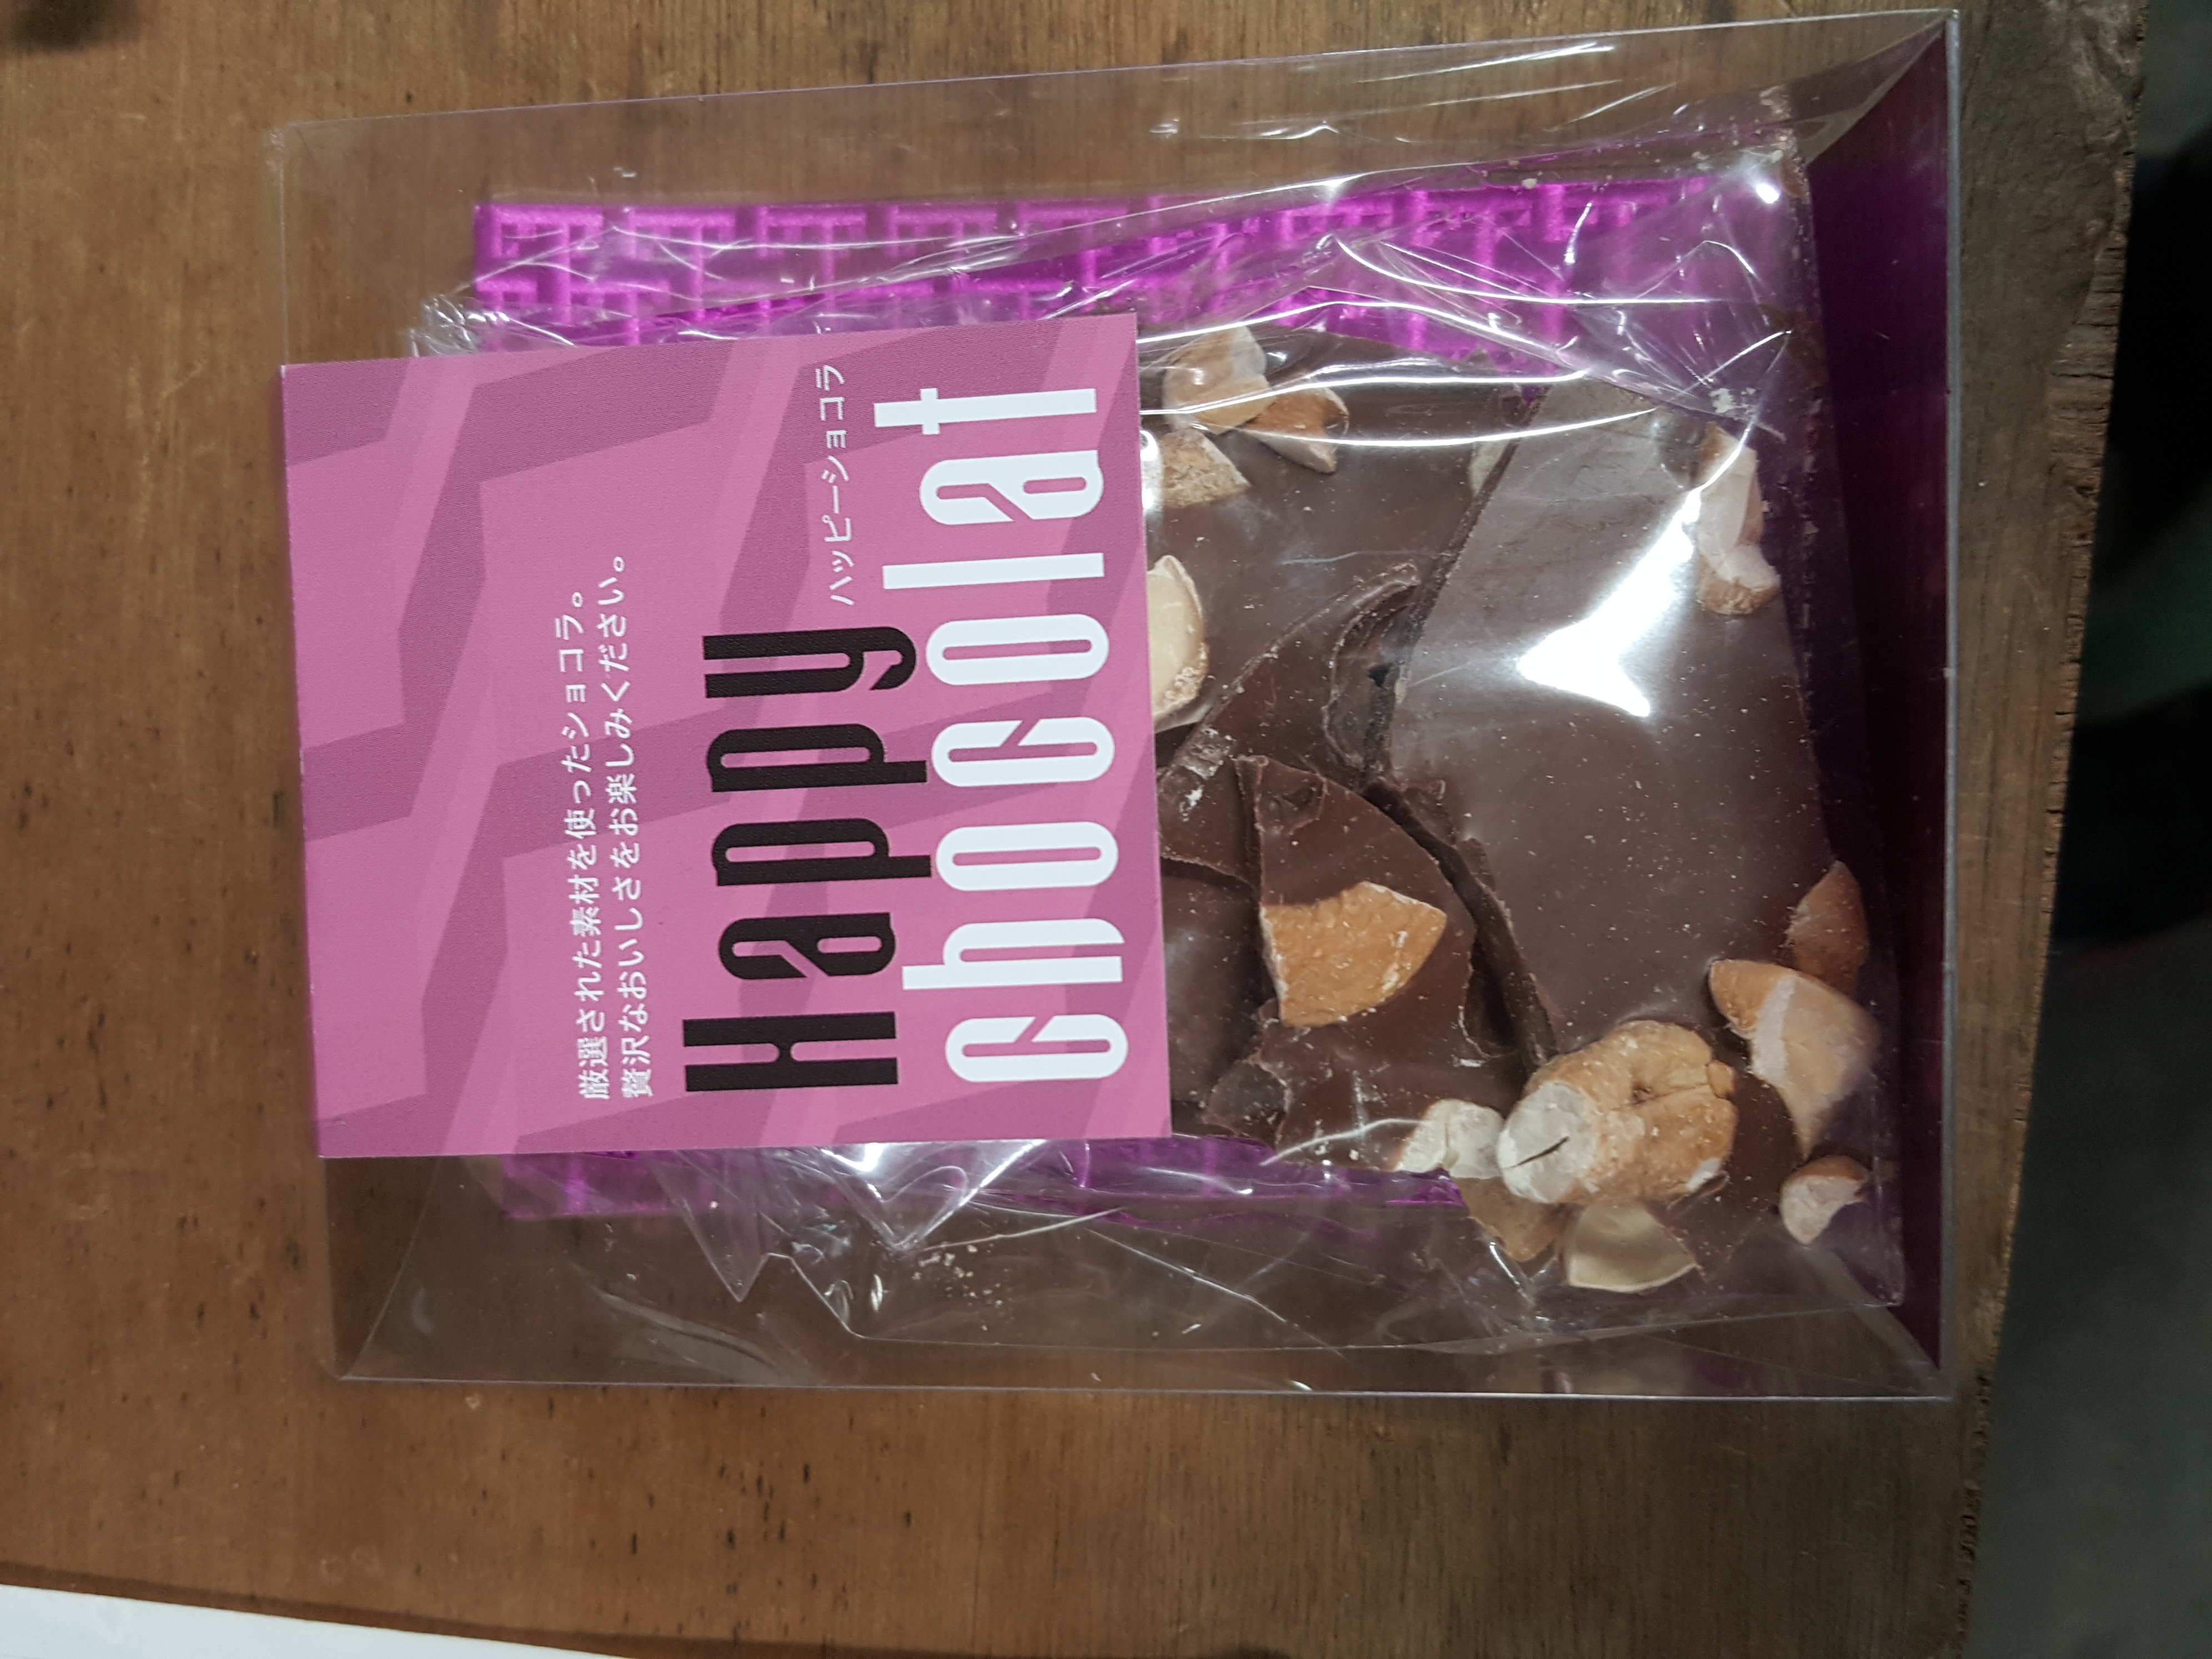 厳選された素材を使ったショコラ。
贅沢なおいしさをお楽しみください。
Happy
ハッピーショコラ
chocolat